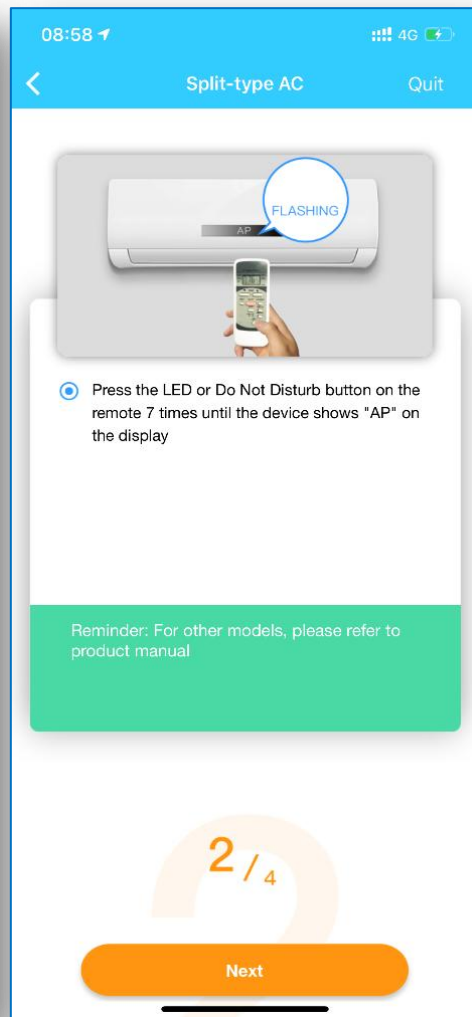 08:58 4G
Split-type AC Quit
FLASHING
AP
Press the LED or Do Not Disturb button on the
remote 7 times until the device shows "AP" on
the display
Reminder: For other models, please refer to
product manual
2 / 4
Next